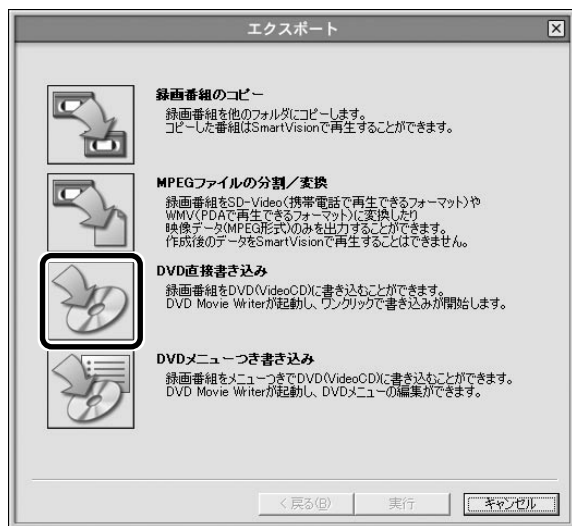 エクスポート
録画番組のコピー
録画番組を他のフォルダにコピーします。
コピーした番組はSmartVisionで再生することができます。
MPEGファイルの分割／変換
録画番組をSD-Video(携帯電話で再生できるフォーマット)や
WMV(PDAで再生できるフォーマット)に変換したり
映像データ(MPEG形式)のみを出力することができます。
作成後のデータをSmartVisionで再生することはできません。
DVD直接書き込み
録画番組をDVD(VideoCD)に書き込むことができます。
DVD Movie Writerが起動し、ワンクリックで書き込みが開始します。
DVDメニューつき書き込み
録画番組をメニューつきでDVD(VideoCD)に書き込むことができます。
DVD Movie Writerが起動し、DVDメニューの編集ができます。
< 戻る(B) 実行 キャンセル